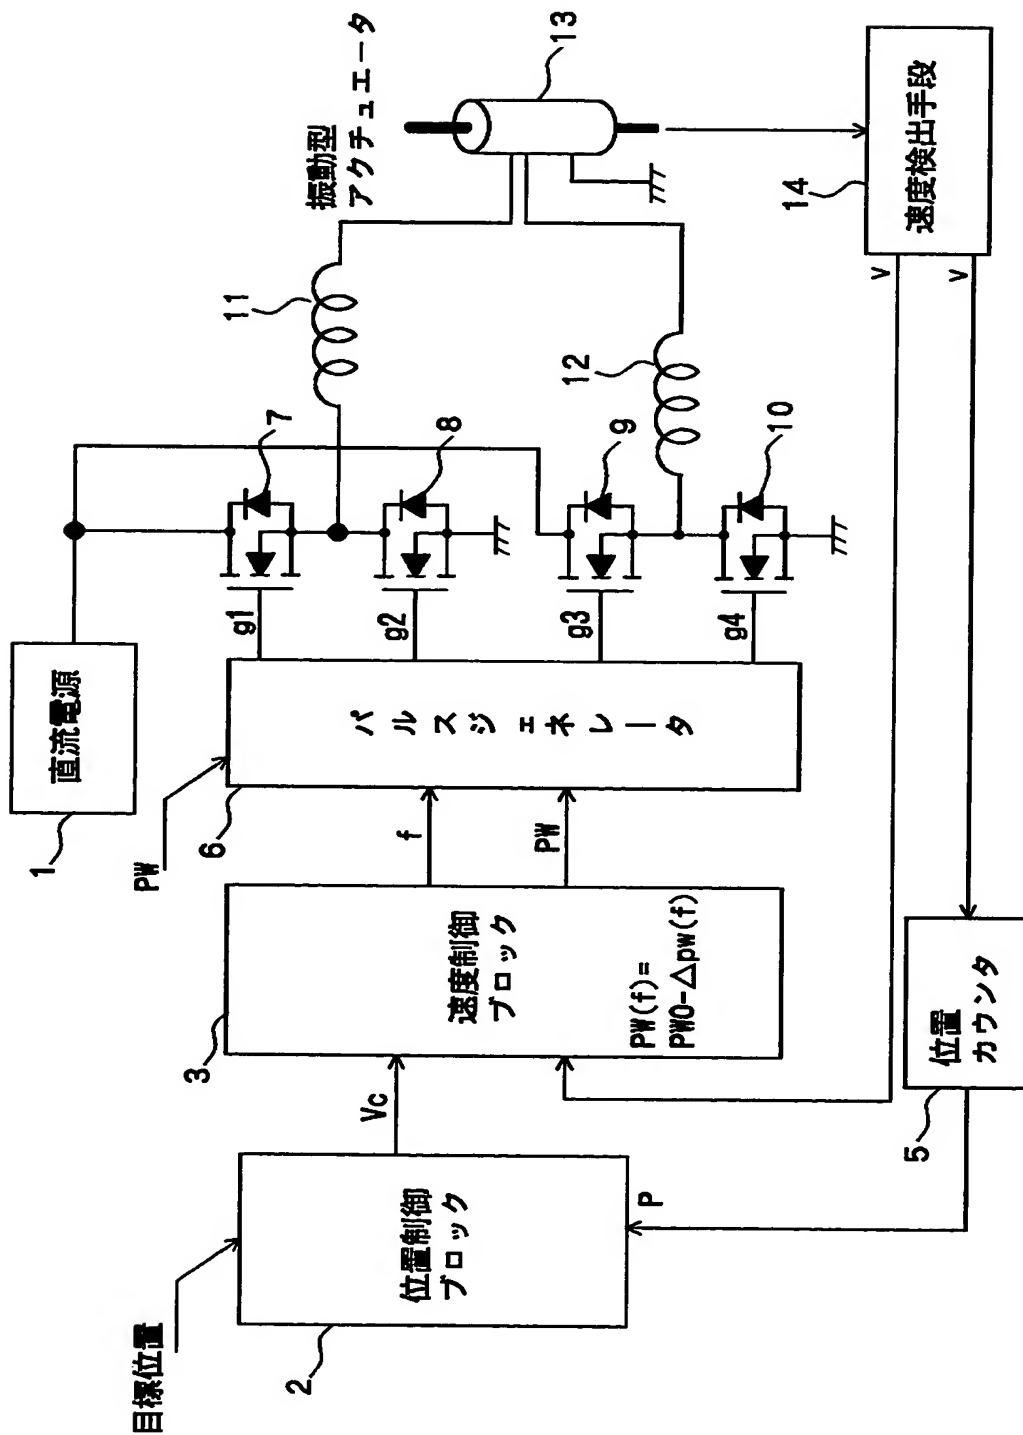 直流電源
1
PW
6
パルスジェネレータ
g1
g2
g3
g4
7
8
9
10
11
12
振動型
アクチュエータ
13
14
速度検出手段
v
v
f
PW
3
速度制御
ブロック
PW(f)=
PW0-△pw(f)
Vc
目標位置
2
位置制御
ブロック
P
5
位置
カウンタ